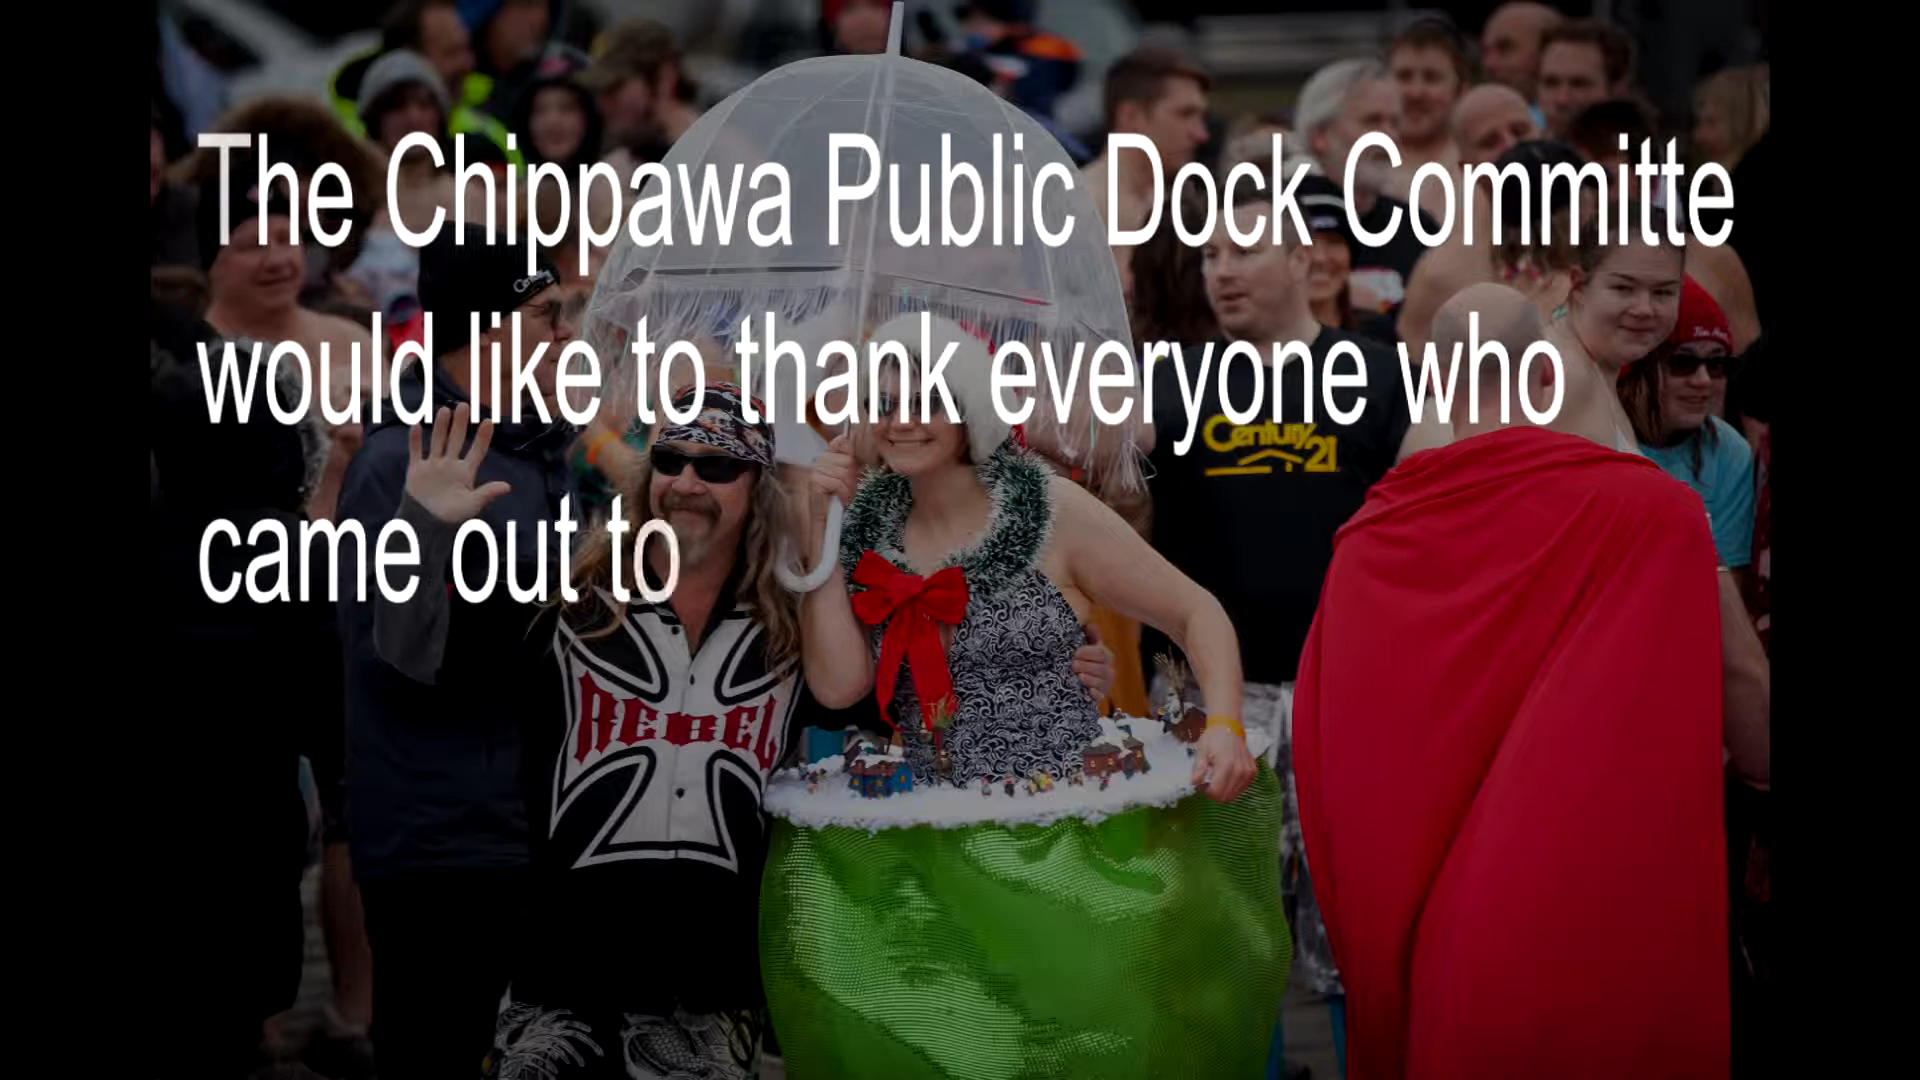 The Chippawa Public Dock Committe
would like to thank everyone who
came out to
Century 21
REBEL